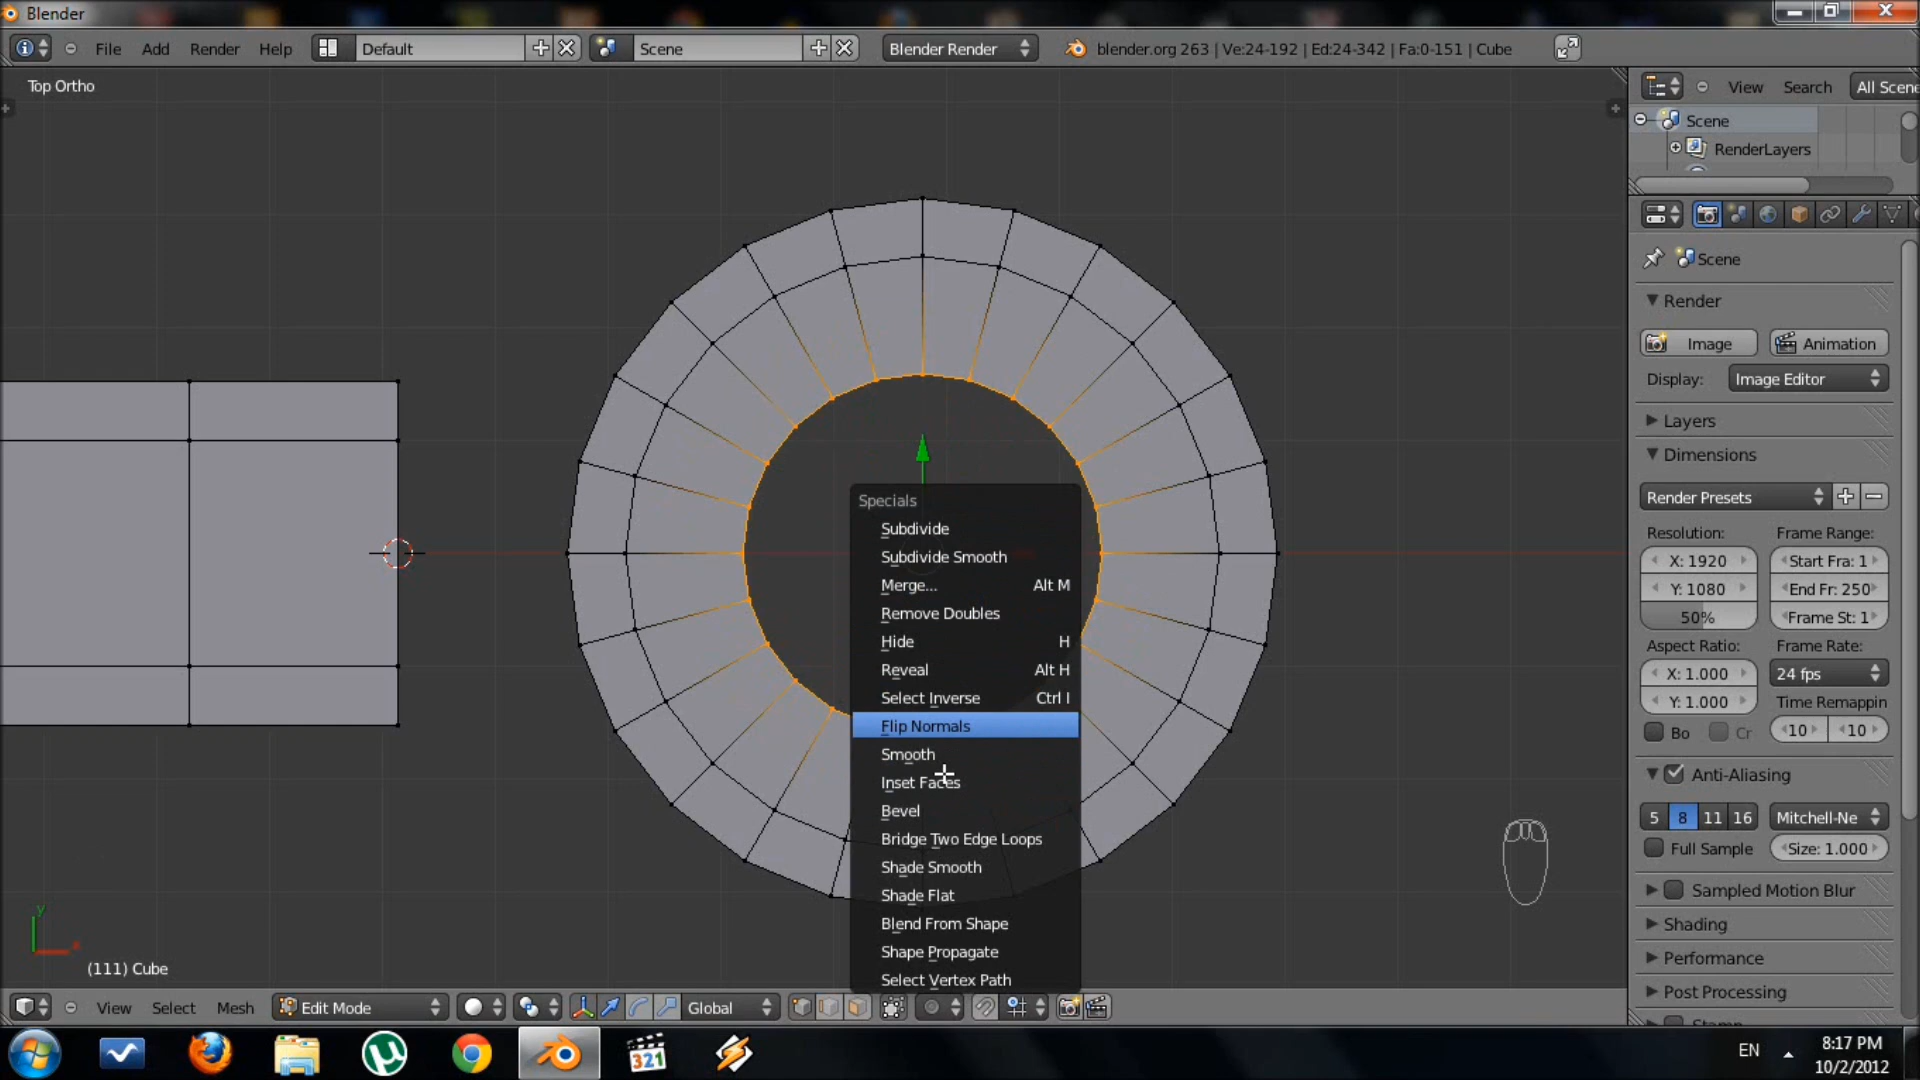 Blender
File Add Render Help Default Scene Blender Render blender.org 263 | Ve:24-192 | Ed:24-342 | Fa:0-151 | Cube
Top Ortho
View Search All Scene
Scene
RenderLayers
Scene
Render
Image Animation
Display: Image Editor
Layers
Dimensions
Render Presets
Resolution: Frame Range:
X: 1920 Start Fra: 1
Y: 1080 End Fr: 250
50% Frame St: 1
Aspect Ratio: Frame Rate:
X: 1.000 24 fps
Y: 1.000 Time Remappin
Bo Cr 10 10
Anti-Aliasing
5 8 11 16 Mitchell-Ne
Full Sample Size: 1.000
Sampled Motion Blur
Shading
Performance
Post Processing
Specials
Subdivide
Subdivide Smooth
Merge... Alt M
Remove Doubles
Hide H
Reveal Alt H
Select Inverse Ctrl I
Flip Normals
Smooth
Inset Faces
Bevel
Bridge Two Edge Loops
Shade Smooth
Shade Flat
Blend From Shape
Shape Propagate
Select Vertex Path
y
x
(111) Cube
View Select Mesh Edit Mode Global
321
EN
8:17 PM
10/2/2012